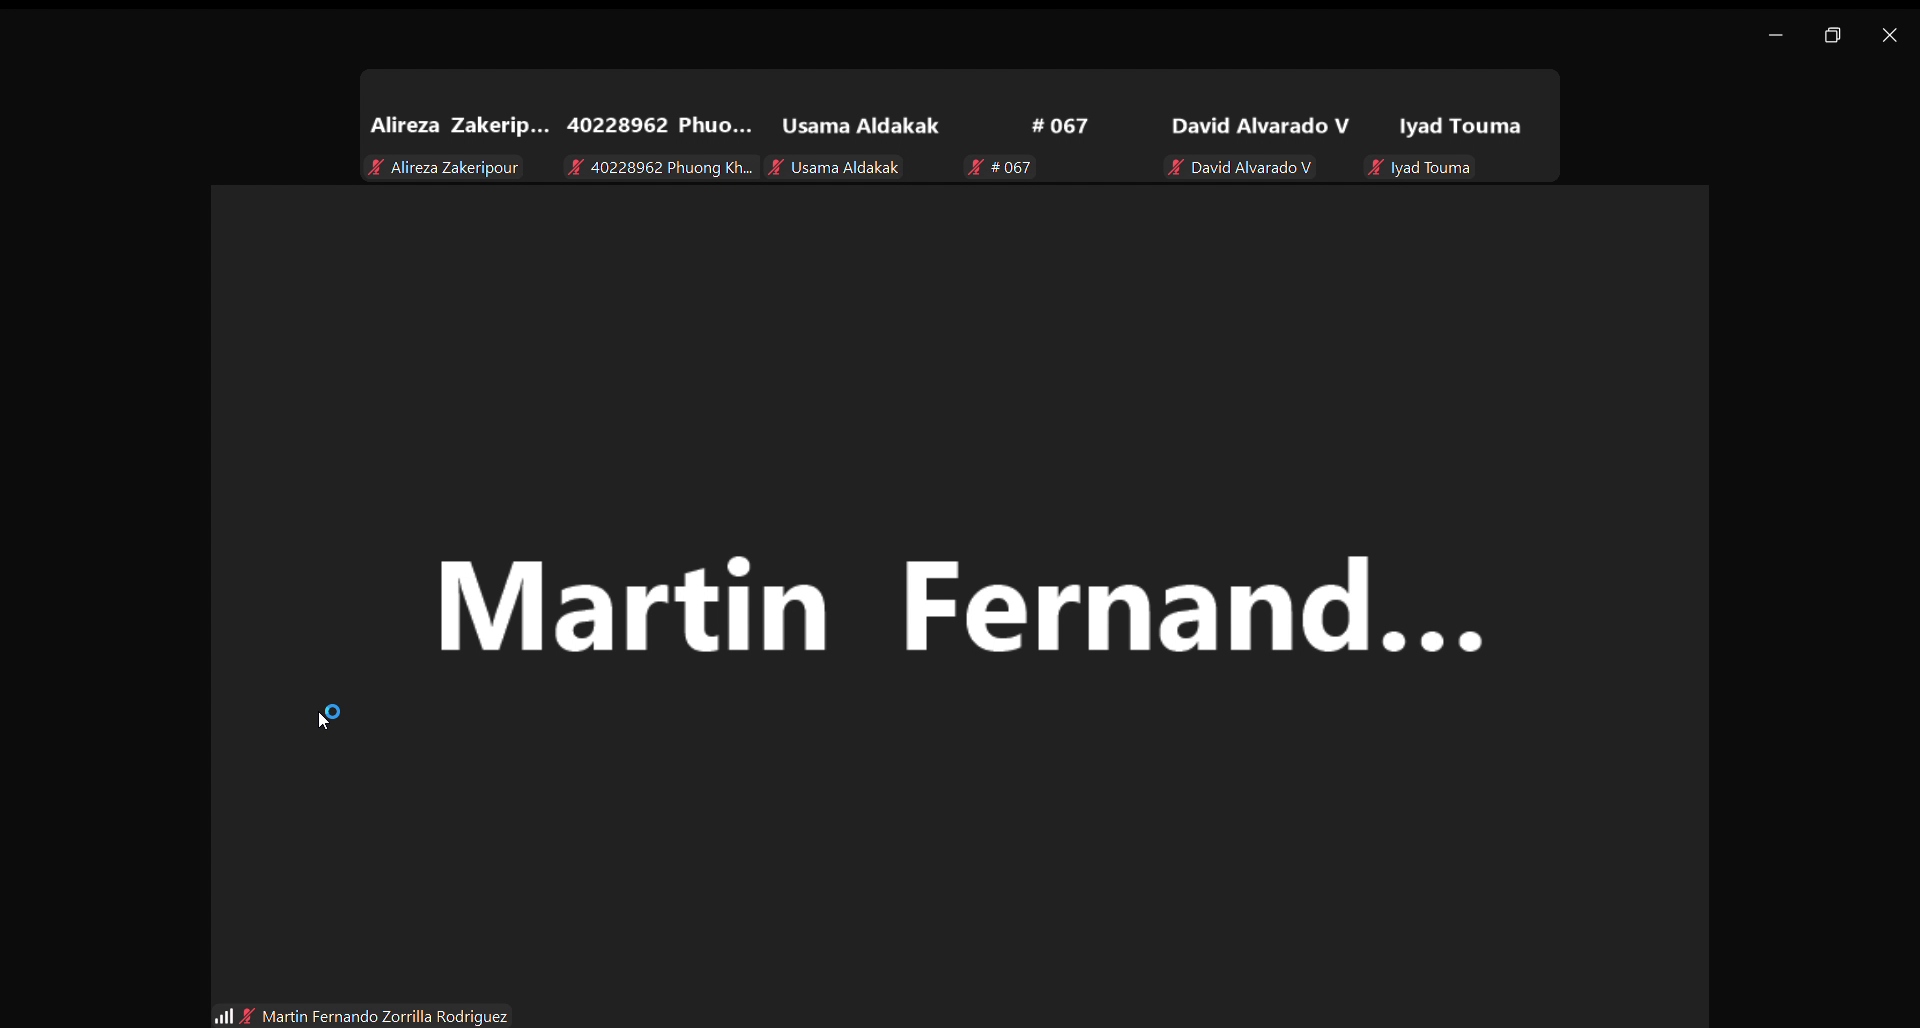 Alireza Zakerip... 40228962 Phuo... Usama Aldakak # 067 David Alvarado V Iyad Touma
Alireza Zakeripour 40228962 Phuong Kh... Usama Aldakak # 067 David Alvarado V Iyad Touma
Martin Fernand...
Martin Fernando Zorrilla Rodriguez